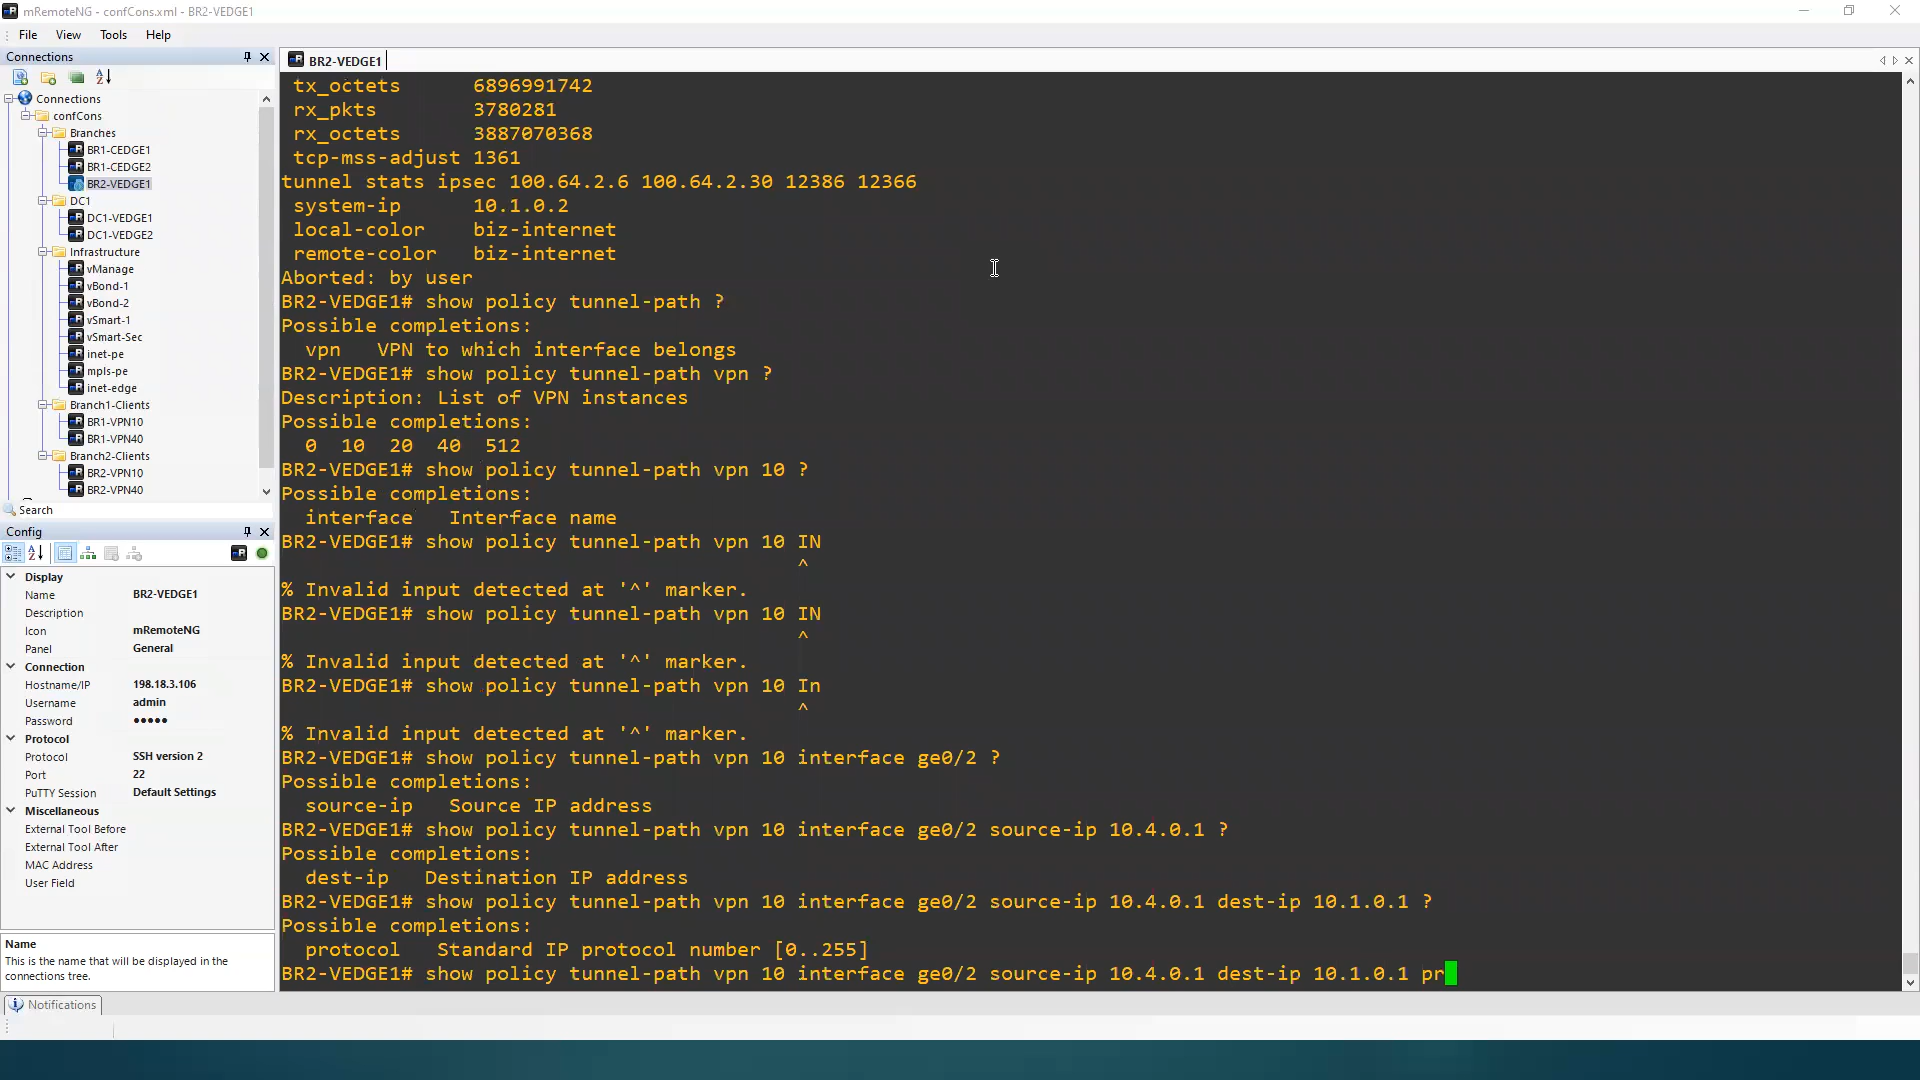 mRemoteNG - confCons.xml - BR2-VEDGE1
File View Tools Help
Connections
BR2-VEDGE1
Connections
confCons
Branches
BR1-CEDGE1
BR1-CEDGE2
BR2-VEDGE1
DC1
DC1-VEDGE1
DC1-VEDGE2
Infrastructure
vManage
vBond-1
vBond-2
vSmart-1
vSmart-Sec
inet-pe
mpls-pe
inet-edge
Branch1-Clients
BR1-VPN10
BR1-VPN40
Branch2-Clients
BR2-VPN10
BR2-VPN40
Search
Config
Display
Name BR2-VEDGE1
Description
Icon mRemoteNG
Panel General
Connection
Hostname/IP 198.18.3.106
Username admin
Password •••••
Protocol
Protocol SSH version 2
Port 22
PuTTY Session Default Settings
Miscellaneous
External Tool Before
External Tool After
MAC Address
User Field
Name
This is the name that will be displayed in the
connections tree.
Notifications
tx_octets 6896991742
rx_pkts 3780281
rx_octets 3887070368
tcp-mss-adjust 1361
tunnel stats ipsec 100.64.2.6 100.64.2.30 12386 12366
system-ip 10.1.0.2
local-color biz-internet
remote-color biz-internet
Aborted: by user
BR2-VEDGE1# show policy tunnel-path ?
Possible completions:
vpn VPN to which interface belongs
BR2-VEDGE1# show policy tunnel-path vpn ?
Description: List of VPN instances
Possible completions:
0 10 20 40 512
BR2-VEDGE1# show policy tunnel-path vpn 10 ?
Possible completions:
interface Interface name
BR2-VEDGE1# show policy tunnel-path vpn 10 IN
^
% Invalid input detected at '^' marker.
BR2-VEDGE1# show policy tunnel-path vpn 10 IN
^
% Invalid input detected at '^' marker.
BR2-VEDGE1# show policy tunnel-path vpn 10 In
^
% Invalid input detected at '^' marker.
BR2-VEDGE1# show policy tunnel-path vpn 10 interface ge0/2 ?
Possible completions:
source-ip Source IP address
BR2-VEDGE1# show policy tunnel-path vpn 10 interface ge0/2 source-ip 10.4.0.1 ?
Possible completions:
dest-ip Destination IP address
BR2-VEDGE1# show policy tunnel-path vpn 10 interface ge0/2 source-ip 10.4.0.1 dest-ip 10.1.0.1 ?
Possible completions:
protocol Standard IP protocol number [0..255]
BR2-VEDGE1# show policy tunnel-path vpn 10 interface ge0/2 source-ip 10.4.0.1 dest-ip 10.1.0.1 pr